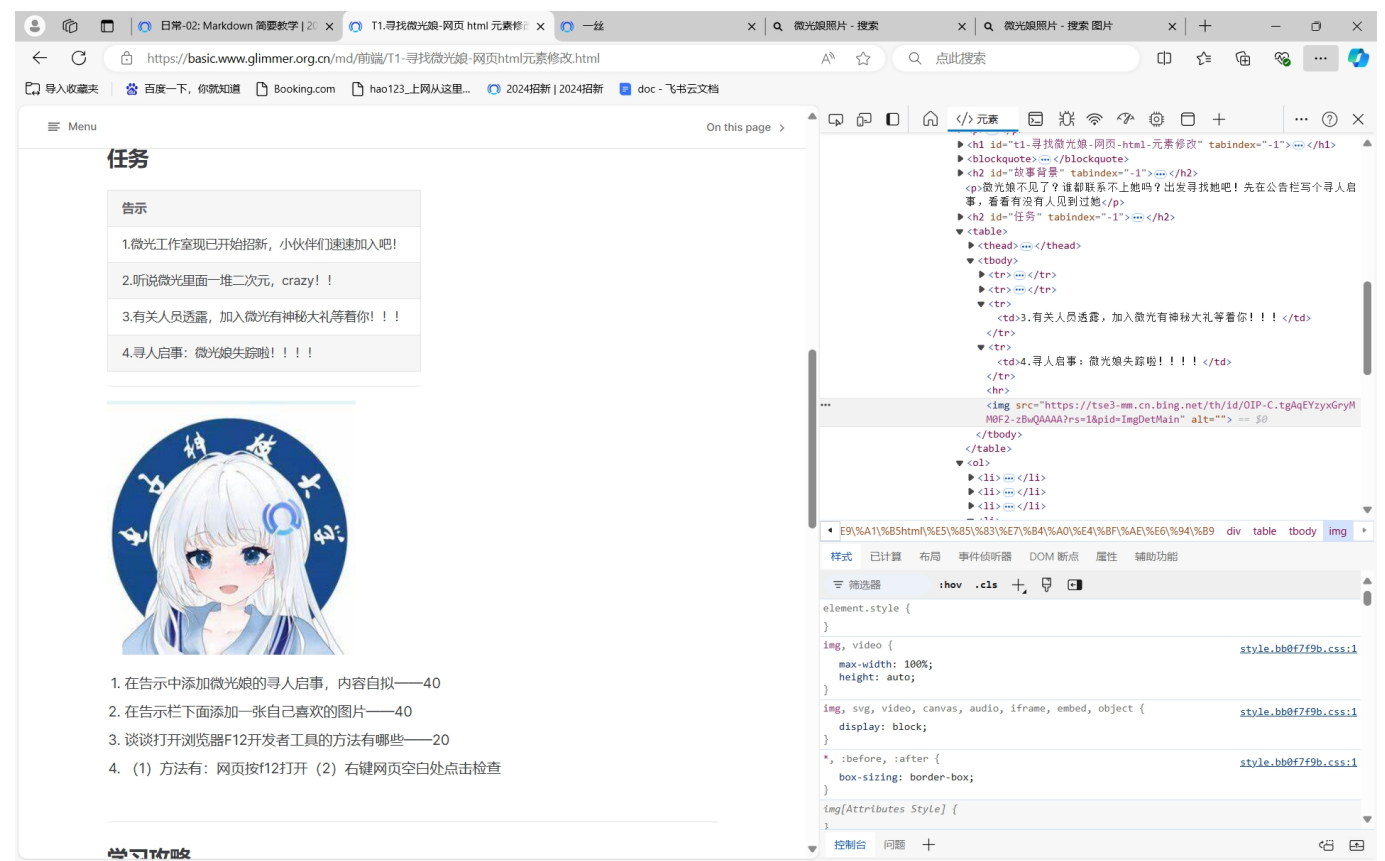 日常-02: Markdown 简要教学 | 20
T1.寻找微光娘-网页 html 元素修改
一丝
微光娘照片 - 搜索
微光娘照片 - 搜索 图片
https://basic.www.glimmer.org.cn/md/前端/T1-寻找微光娘-网页html元素修改.html
点此搜索
导入收藏夹
百度一下，你就知道
Booking.com
hao123_上网从这里...
2024招新 | 2024招新
doc - 飞书云文档
Menu
On this page
任务
告示
1.微光工作室现已开始招新，小伙伴们速速加入吧！
2.听说微光里面一堆二次元，crazy！！
3.有关人员透露，加入微光有神秘大礼等着你！！！
4.寻人启事：微光娘失踪啦！！！！
1. 在告示中添加微光娘的寻人启事，内容自拟——40
2. 在告示栏下面添加一张自己喜欢的图片——40
3. 谈谈打开浏览器F12开发者工具的方法有哪些——20
4. （1）方法有：网页按f12打开（2）右键网页空白处点击检查
学习攻略
</> 元素
<h1 id="t1-寻找微光娘-网页-html-元素修改" tabindex="-1">…</h1>
<blockquote>…</blockquote>
<h2 id="故事背景" tabindex="-1">…</h2>
<p>微光娘不见了？谁都联系不上她吗？出发寻找她吧！先在公告栏写个寻人启
事，看看有没有人见到过她</p>
<h2 id="任务" tabindex="-1">…</h2>
<table>
<thead>…</thead>
<tbody>
<tr>…</tr>
<tr>…</tr>
<tr>
<td>3.有关人员透露，加入微光有神秘大礼等着你！！！</td>
</tr>
<tr>
<td>4.寻人启事：微光娘失踪啦！！！！</td>
</tr>
<hr>
<img src="https://tse3-mm.cn.bing.net/th/id/OIP-C.tgAqEYzyxGryM
M0F2-zBwQAAAA?rs=1&pid=ImgDetMain" alt=""> == $0
</tbody>
</table>
<ol>
<li>…</li>
<li>…</li>
<li>…</li>
E9\%A1\%B5html\%E5\%85\%83\%E7\%B4\%A0\%E4\%BF\%AE\%E6\%94\%B9 div table tbody img
样式 已计算 布局 事件侦听器 DOM 断点 属性 辅助功能
筛选器 :hov .cls
element.style {
}
img, video { style.bb0f7f9b.css:1
max-width: 100%;
height: auto;
}
img, svg, video, canvas, audio, iframe, embed, object { style.bb0f7f9b.css:1
display: block;
}
*, :before, :after { style.bb0f7f9b.css:1
box-sizing: border-box;
}
img[Attributes Style] {
控制台 问题